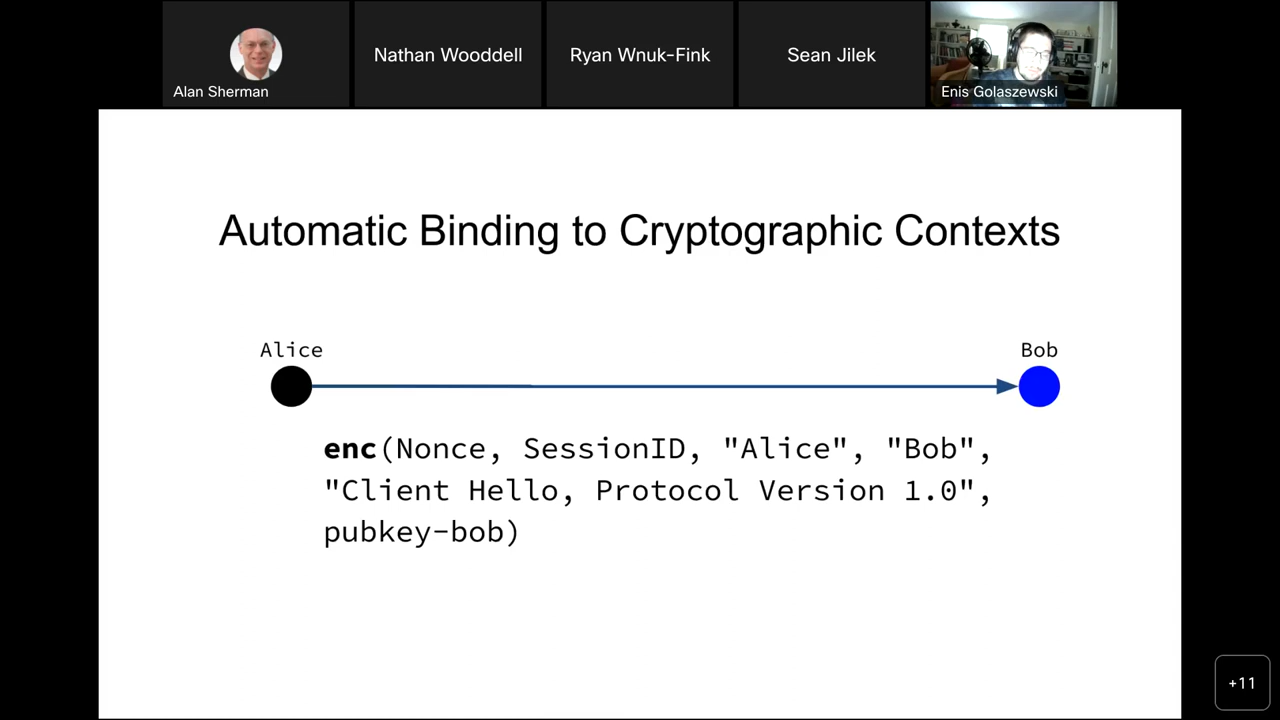 Alan Sherman
Nathan Wooddell
Ryan Wnuk-Fink
Sean Jilek
Enis Golaszewski
Automatic Binding to Cryptographic Contexts
Alice
Bob
enc(Nonce, SessionID, "Alice", "Bob",
"Client Hello, Protocol Version 1.0",
pubkey-bob)
+11